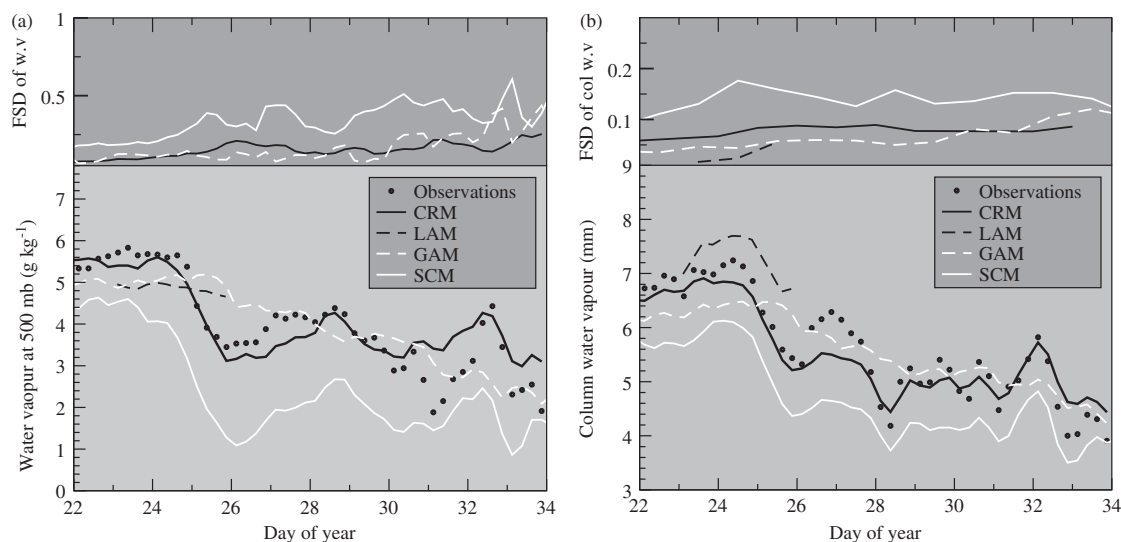 (a)
1
0.5
FSD of w.v
7
6
5
4
3
2
1
0
Water vaopur at 500 mb (g kg-1)
Observations
CRM
LAM
GAM
SCM
22 24 26 28 30 32 34
Day of year
(b)
0.2
0.1
FSD of col w.v
9
8
7
6
5
4
3
Column water vapour (mm)
Observations
CRM
LAM
GAM
SCM
22 24 26 28 30 32 34
Day of year